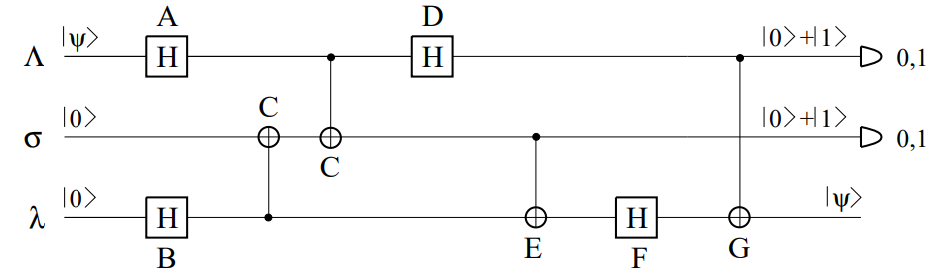 A D
Λ |ψ> H H |0>+|1> 0,1
C
σ |0> |0>+|1> 0,1
C
λ |0> H H |ψ>
B E F G